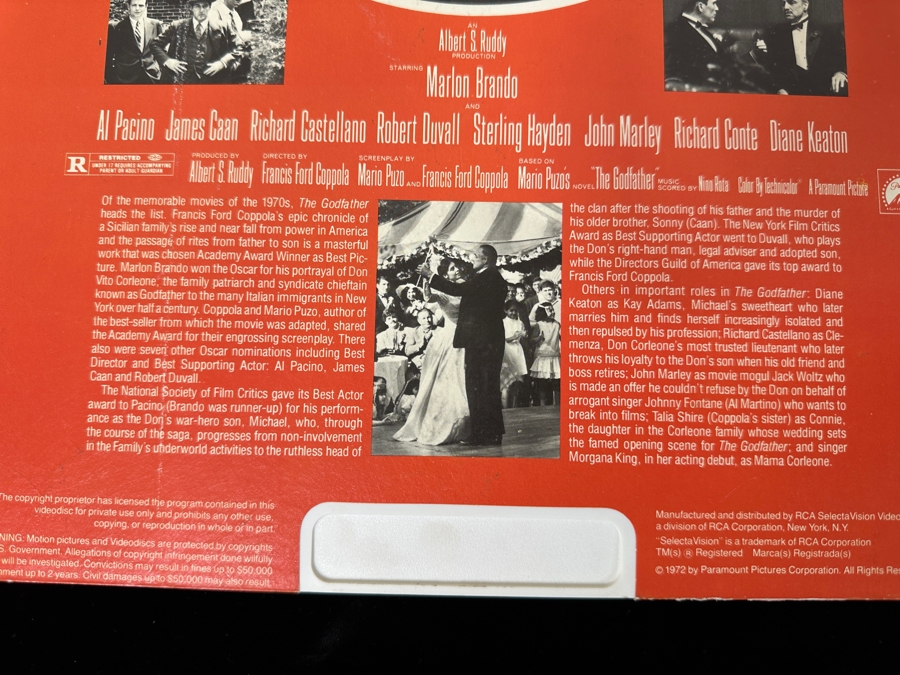 AN
Albert S. Ruddy
PRODUCTION
STARRING
Marlon Brando
AND
Al Pacino James Caan Richard Castellano Robert Duvall Sterling Hayden John Marley Richard Conte Diane Keaton
R RESTRICTED
UNDER 17 REQUIRES ACCOMPANYING
PARENT OR ADULT GUARDIAN
PRODUCED BY
Albert S. Ruddy
DIRECTED BY
Francis Ford Coppola
SCREENPLAY BY
Mario Puzo AND Francis Ford Coppola
BASED ON
Mario Puzo's NOVEL "The Godfather"
MUSIC
SCORED BY Nino Rota
Color By Technicolor®
A Paramount Picture
Of the memorable movies of the 1970s, The Godfather
heads the list. Francis Ford Coppola's epic chronicle of
a Sicilian family's rise and near fall from power in America
and the passage of rites from father to son is a masterful
work that was chosen Academy Award Winner as Best Pic-
ture. Marlon Brando won the Oscar for his portrayal of Don
Vito Corleone, the family patriarch and syndicate chieftain
known as Godfather to the many Italian immigrants in New
York over half a century. Coppola and Mario Puzo, author of
the best-seller from which the movie was adapted, shared
the Academy Award for their engrossing screenplay. There
also were seven other Oscar nominations including Best
Director and Best Supporting Actor: Al Pacino, James
Caan and Robert Duvall.
The National Society of Film Critics gave its Best Actor
award to Pacino (Brando was runner-up) for his perform-
ance as the Don's war-hero son, Michael, who, through
the course of the saga, progresses from non-involvement
in the Family's underworld activities to the ruthless head of
the clan after the shooting of his father and the murder of
his older brother, Sonny (Caan). The New York Film Critics
Award as Best Supporting Actor went to Duvall, who plays
the Don's right-hand man, legal adviser and adopted son,
while the Directors Guild of America gave its top award to
Francis Ford Coppola.
Others in important roles in The Godfather: Diane
Keaton as Kay Adams, Michael's sweetheart who later
marries him and finds herself increasingly isolated and
then repulsed by his profession; Richard Castellano as Cle-
menza, Don Corleone's most trusted lieutenant who later
throws his loyalty to the Don's son when his old friend and
boss retires; John Marley as movie mogul Jack Woltz who
is made an offer he couldn't refuse by the Don on behalf of
arrogant singer Johnny Fontane (Al Martino) who wants to
break into films; Talia Shire (Coppola's sister) as Connie,
the daughter in the Corleone family whose wedding sets
the famed opening scene for The Godfather; and singer
Morgana King, in her acting debut, as Mama Corleone.
The copyright proprietor has licensed the program contained in this
videodisc for private use only and prohibits any other use,
copying, or reproduction in whole or in part.
NING: Motion pictures and Videodiscs are protected by copyrights
S. Government. Allegations of copyright infringement done wilfully
will be investigated. Convictions may result in fines up to $50,000
nment up to 2-years. Civil damages up to $50,000 may also result.
Manufactured and distributed by RCA SelectaVision Video
a division of RCA Corporation, New York, N.Y.
"SelectaVision" is a trademark of RCA Corporation
TM(s) ® Registered Marca(s) Registrada(s)
© 1972 by Paramount Pictures Corporation. All Rights Res